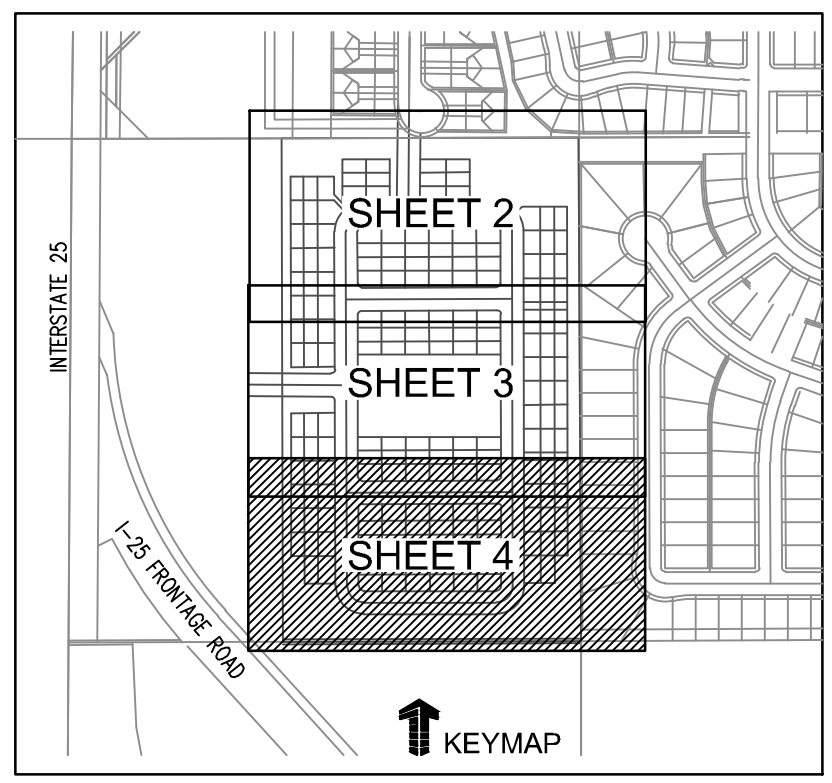 SHEET 2
INTERSTATE 25
SHEET 3
SHEET 4
I-25 FRONTAGE ROAD
KEYMAP